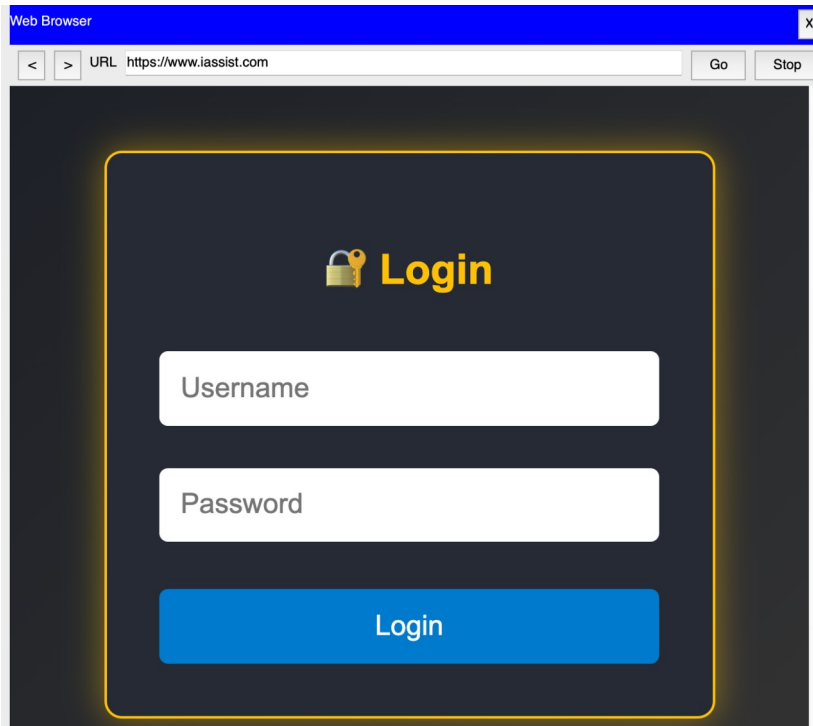 Web Browser
X
< > URL https://www.iassist.com Go Stop
🔐 Login
Username
Password
Login